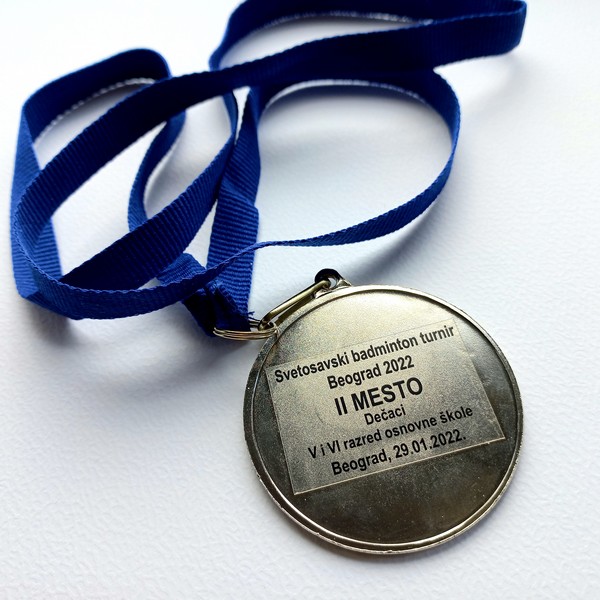 Svetosavski badminton turnir
Beograd 2022
II MESTO
Dečaci
V i VI razred osnovne škole
Beograd, 29.01.2022.